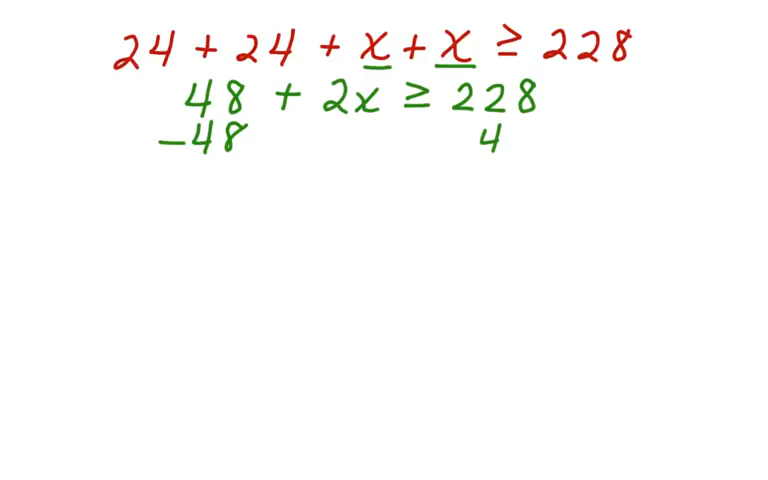 24 + 24 + x + x ≥ 228
48 + 2x ≥ 228
-48 4